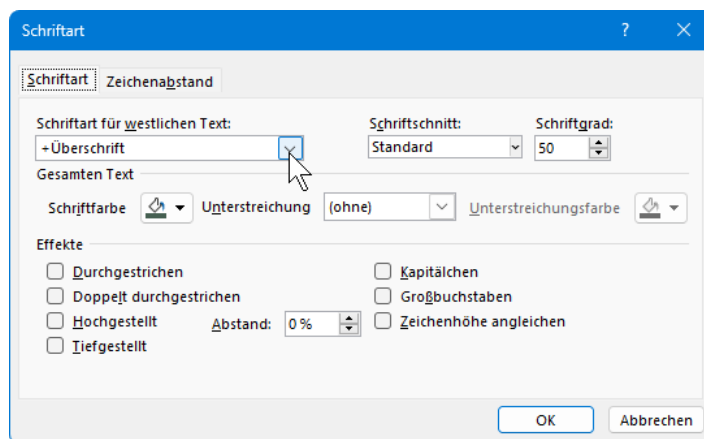 Schriftart ?
Schriftart Zeichenabstand
Schriftart für westlichen Text: Schriftschnitt: Schriftgrad:
+Überschrift Standard 50
Gesamten Text
Schriftfarbe Unterstreichung (ohne) Unterstreichungsfarbe
Effekte
Durchgestrichen Kapitälchen
Doppelt durchgestrichen Großbuchstaben
Hochgestellt Abstand: 0 % Zeichenhöhe angleichen
Tiefgestellt
OK Abbrechen